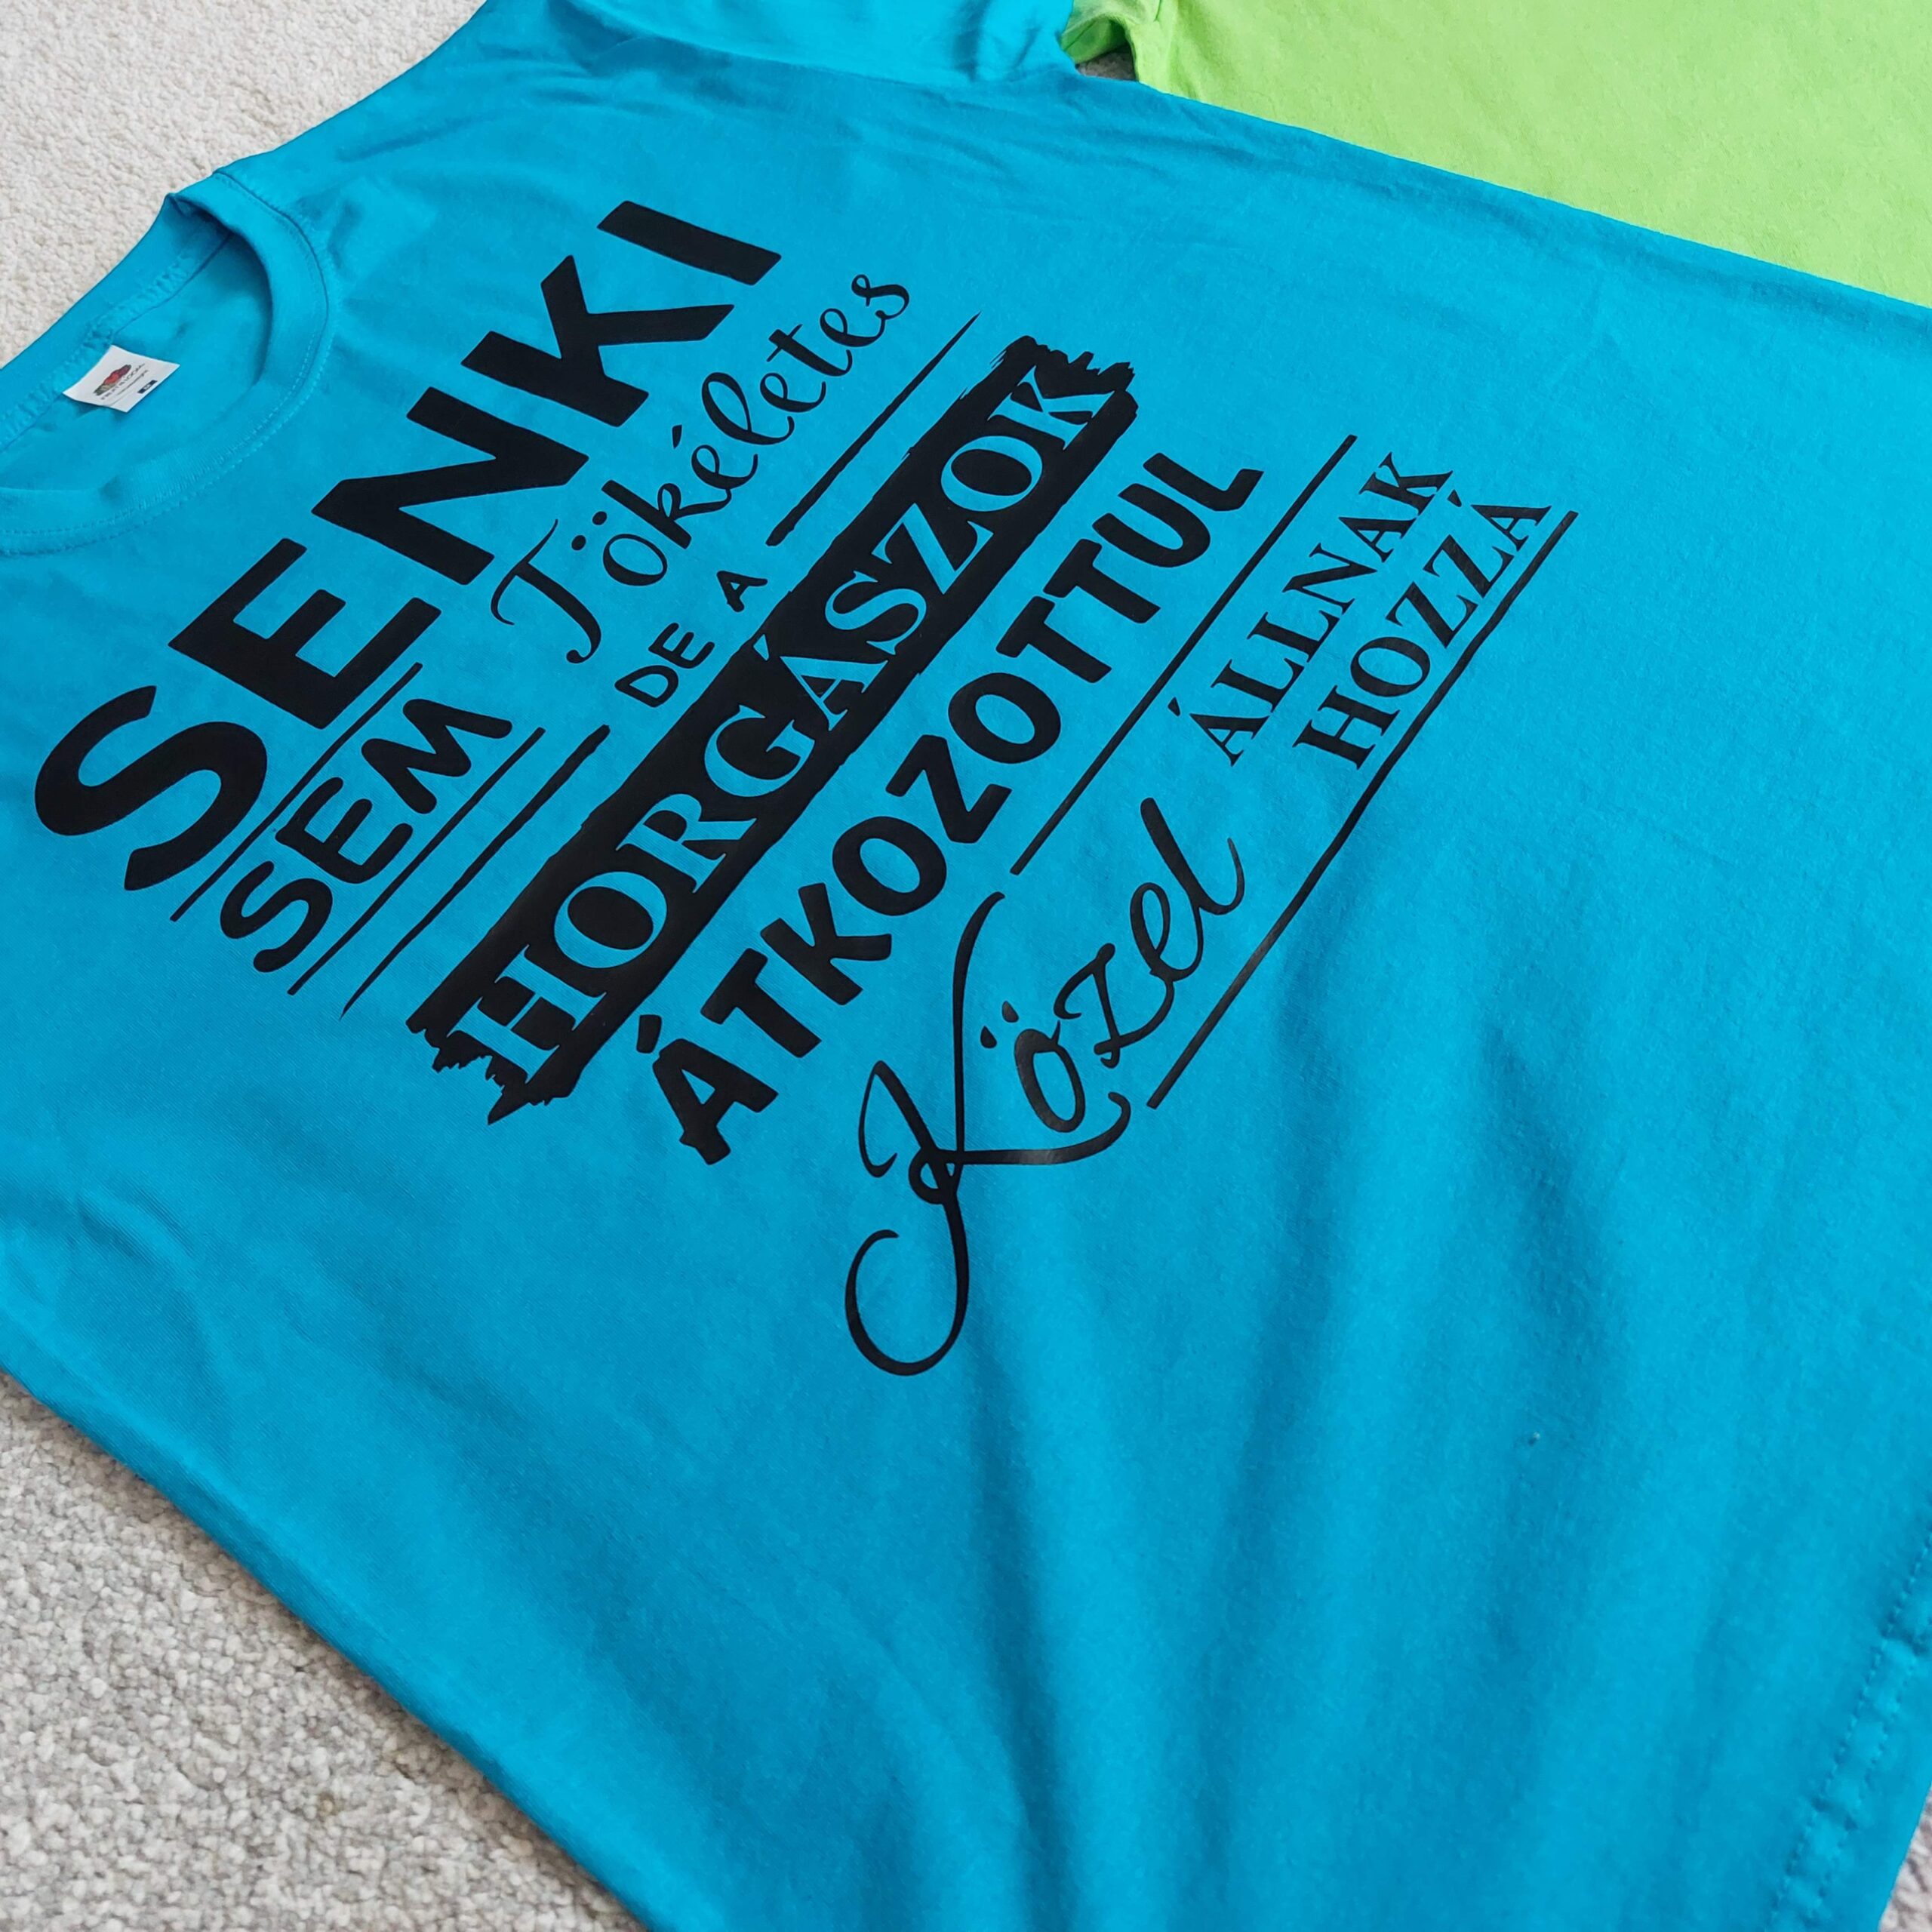 SENKI
SEM Tökéletes
DE A
HORGÁSZOK
ÁTKOZOTTUL
Közel ÁLLNAK
HOZZÁ